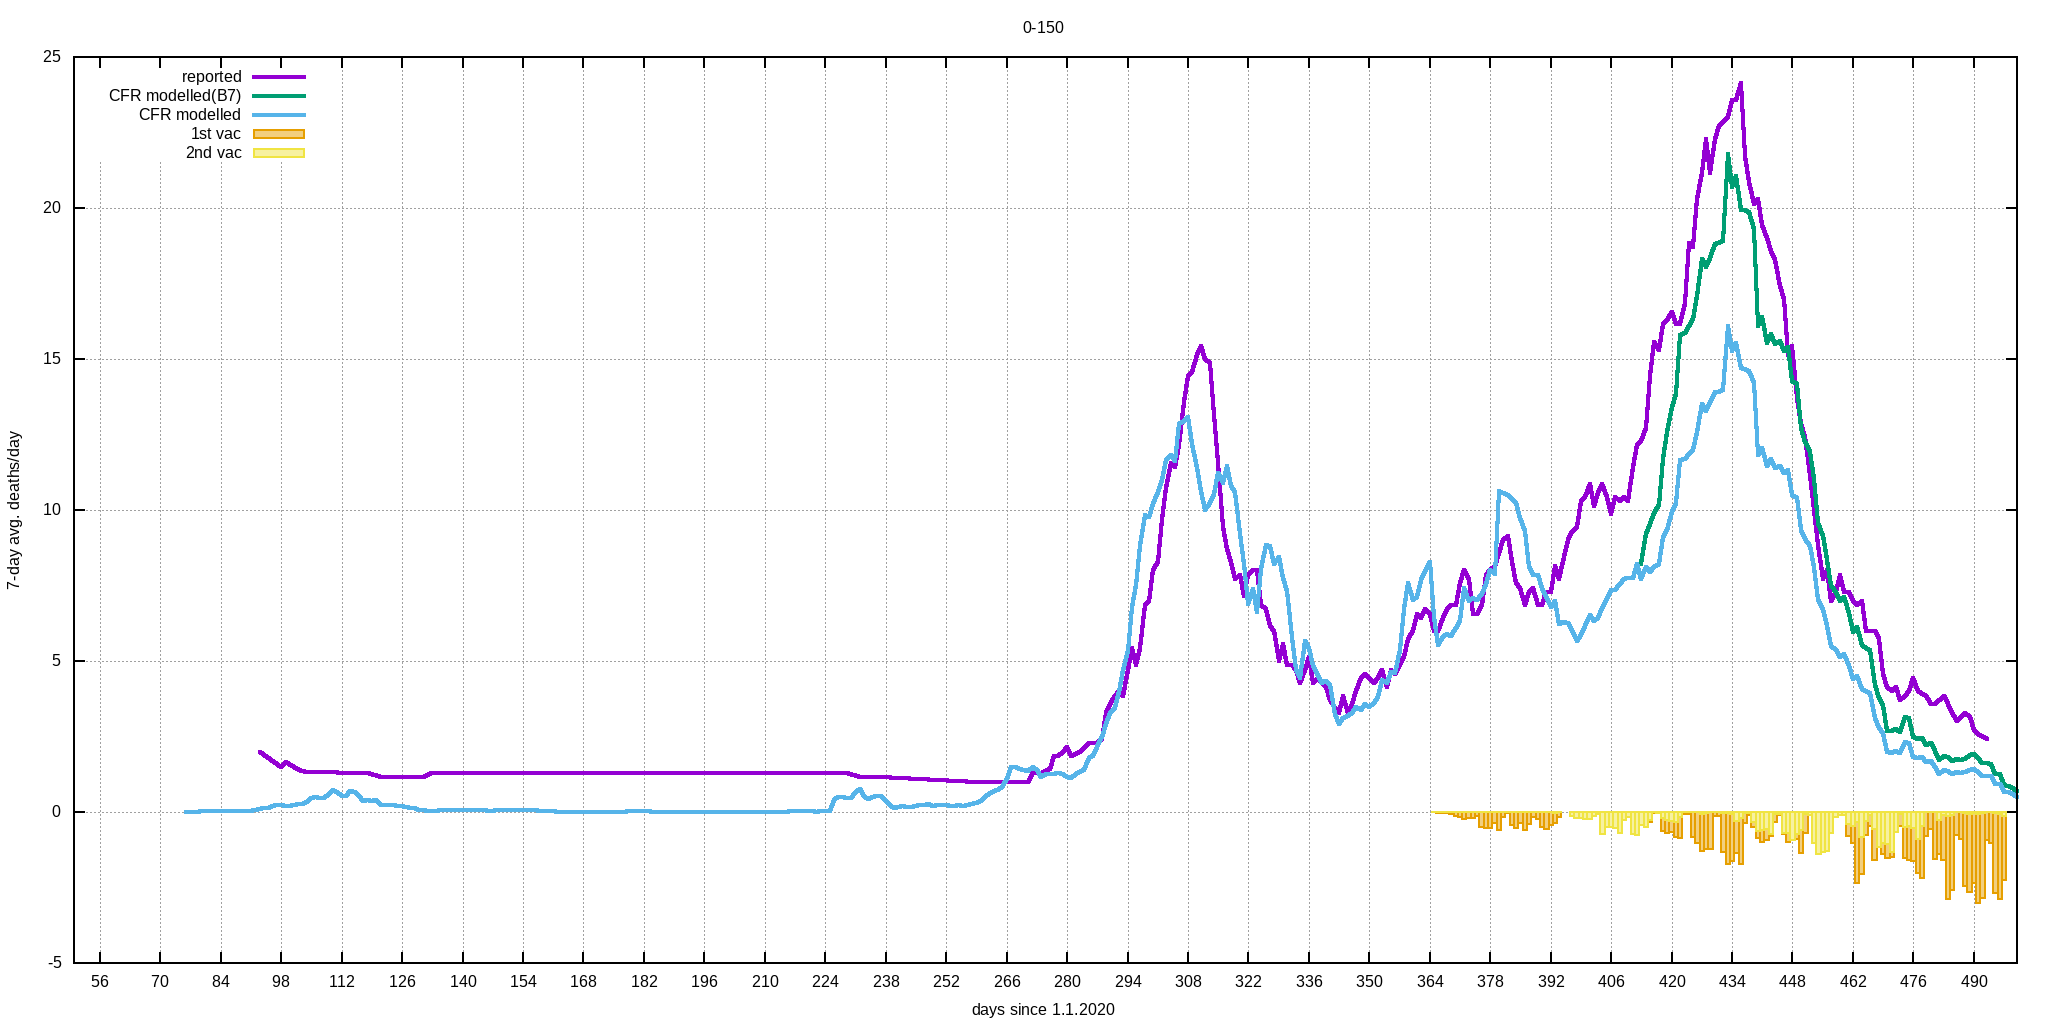 0-150
25
20
15
10
5
0
-5
7-day avg. deaths/day
reported
CFR modelled(B7)
CFR modelled
1st vac
2nd vac
56 70 84 98 112 126 140 154 168 182 196 210 224 238 252 266 280 294 308 322 336 350 364 378 392 406 420 434 448 462 476 490
days since 1.1.2020